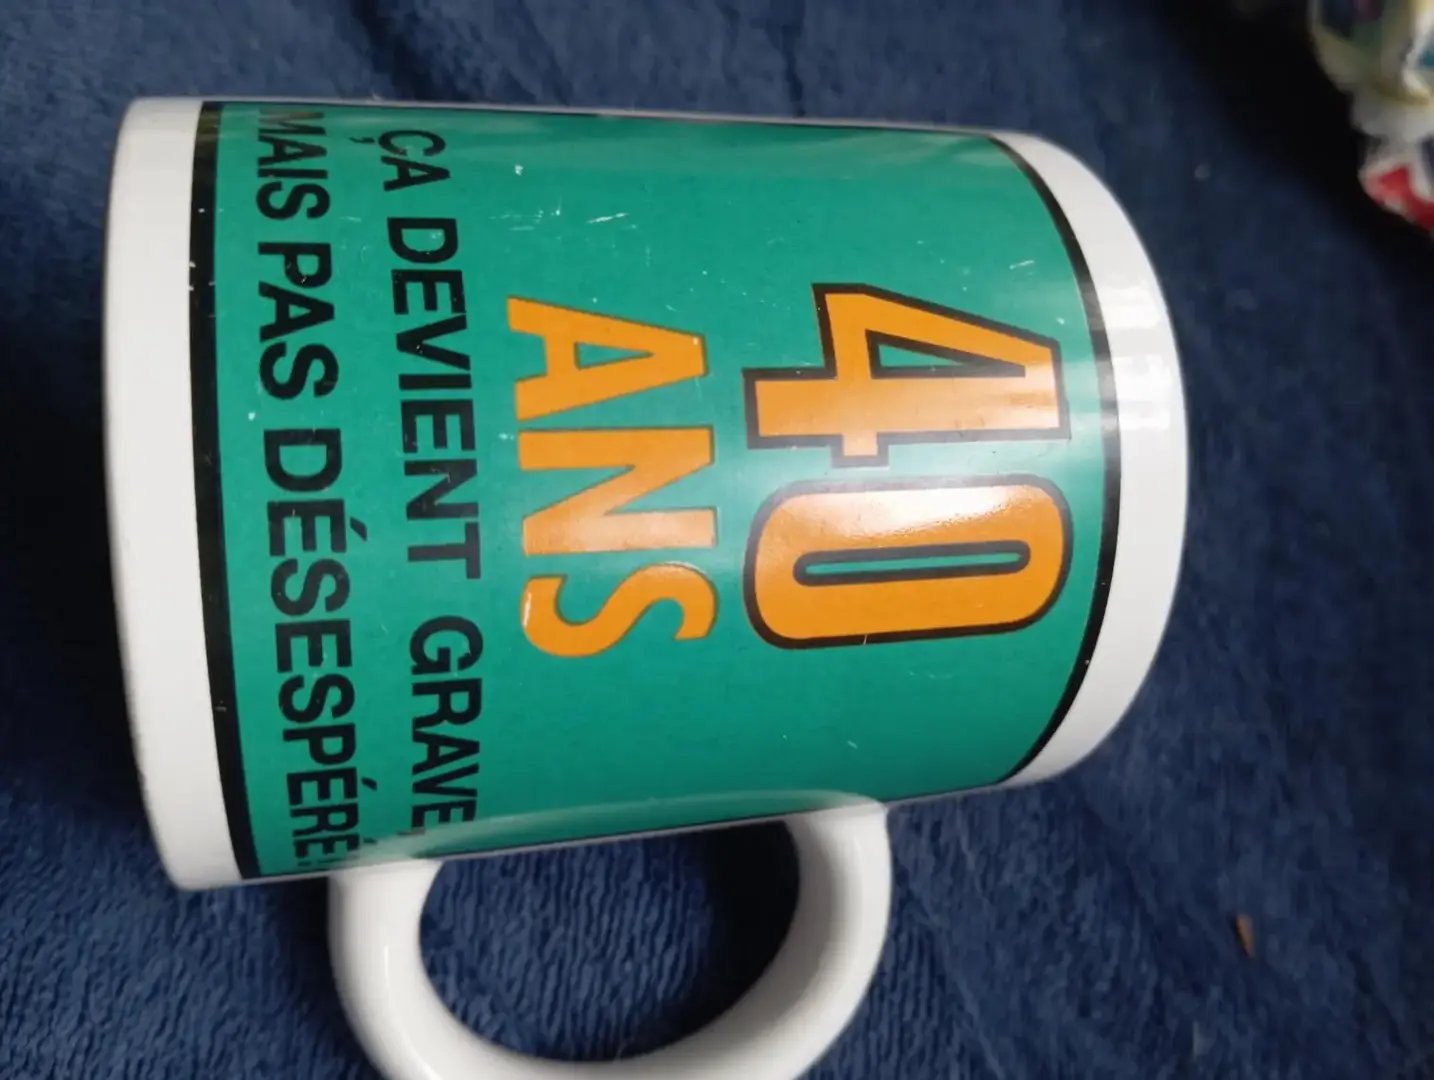 40
ANS
ÇA DEVIENT GRAVE,
MAIS PAS DÉSESPÉRÉ!